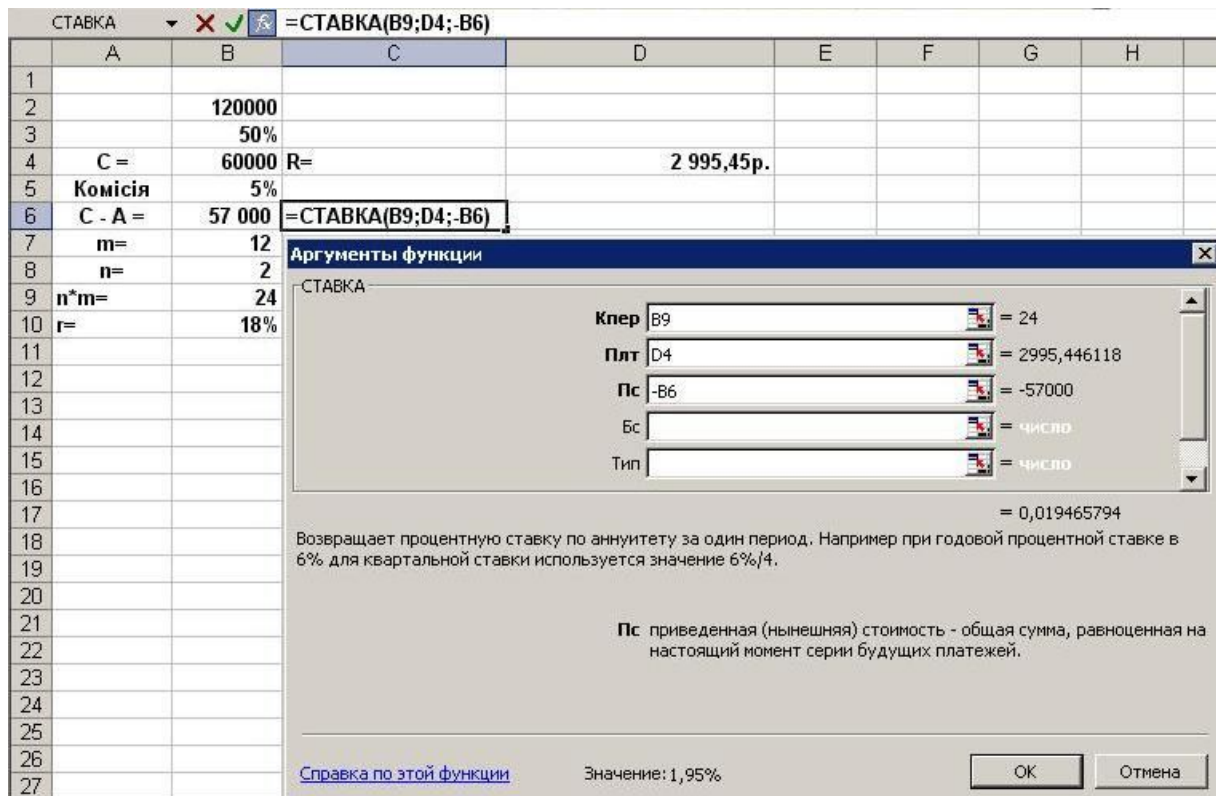 СТАВКА =СТАВКА(B9;D4;-B6)
A B C D E F G H
1
2 120000
3 50%
4 C = 60000 R= 2 995,45р.
5 Комісія 5%
6 C - A = 57 000 =СТАВКА(B9;D4;-B6)
7 m= 12
8 n= 2
9 n*m= 24
10 r= 18%
11
12
13
14
15
16
17
18
19
20
21
22
23
24
25
26
27
Аргументы функции
СТАВКА
Кпер B9 = 24
Плт D4 = 2995,446118
Пс -B6 = -57000
Бс = число
Тип = число
= 0,019465794
Возвращает процентную ставку по аннуитету за один период. Например при годовой процентной ставке в
6% для квартальной ставки используется значение 6%/4.
Пс приведенная (нынешняя) стоимость - общая сумма, равноценная на
настоящий момент серии будущих платежей.
Справка по этой функции Значение: 1,95% OK Отмена